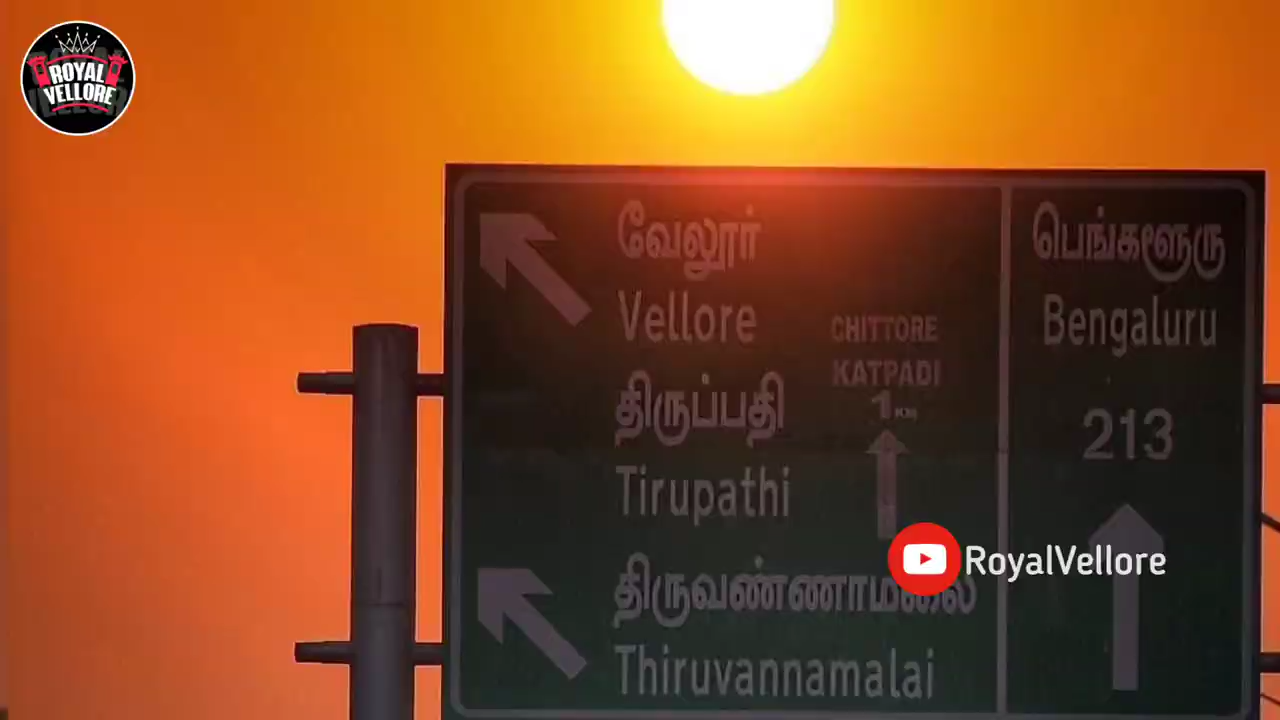 ROYAL
VELLORE
வேலூர்
Vellore
திருப்பதி
Tirupathi
CHITTORE
KATPADI
1 KM
திருவண்ணாமலை
Thiruvannamalai
பெங்களூரு
Bengaluru
213
RoyalVellore